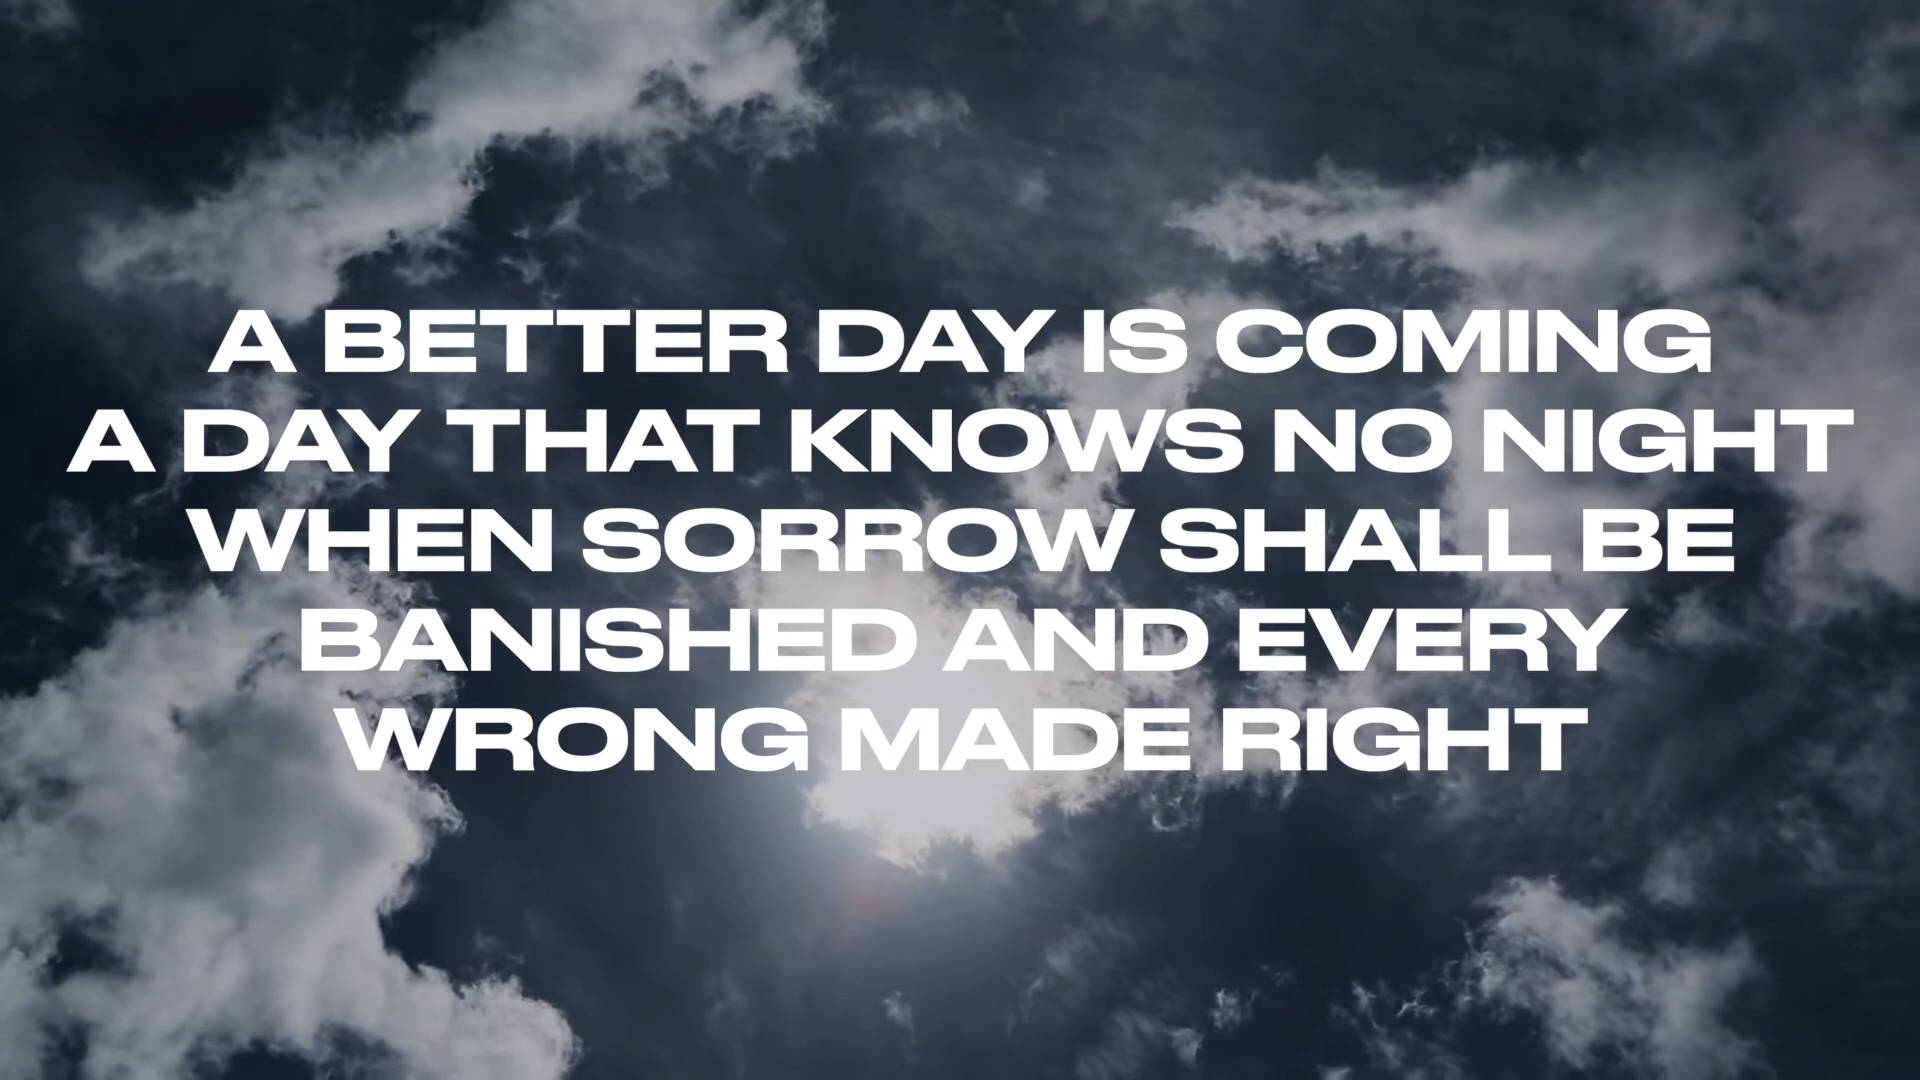 A BETTER DAY IS COMING
A DAY THAT KNOWS NO NIGHT
WHEN SORROW SHALL BE
BANISHED AND EVERY
WRONG MADE RIGHT